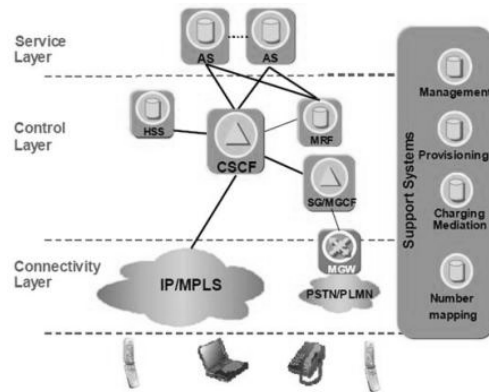 Service
Layer
AS
AS
Control
Layer
HSS
CSCF
MRF
SG/MGCF
Connectivity
Layer
IP/MPLS
MGW
PSTN/PLMN
Support Systems
Management
Provisioning
Charging
Mediation
Number
mapping